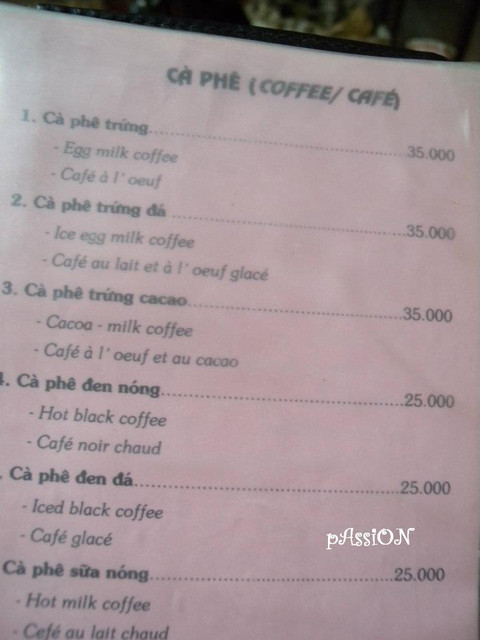 CÀ PHÊ (COFFEE/ CAFÉ)
1. Cà phê trứng....................35.000
- Egg milk coffee
- Café à l' oeuf
2. Cà phê trứng đá ....................35.000
- Ice egg milk coffee
- Café au lait et à l' oeuf glacé
3. Cà phê trứng cacao....................35.000
- Cacoa - milk coffee
- Café à l' oeuf et au cacao
4. Cà phê đen nóng....................25.000
- Hot black coffee
- Café noir chaud
. Cà phê đen đá....................25.000
- Iced black coffee
- Café glacé
pAssiON
Cà phê sữa nóng....................25.000
- Hot milk coffee
- Cefé au lait chaud